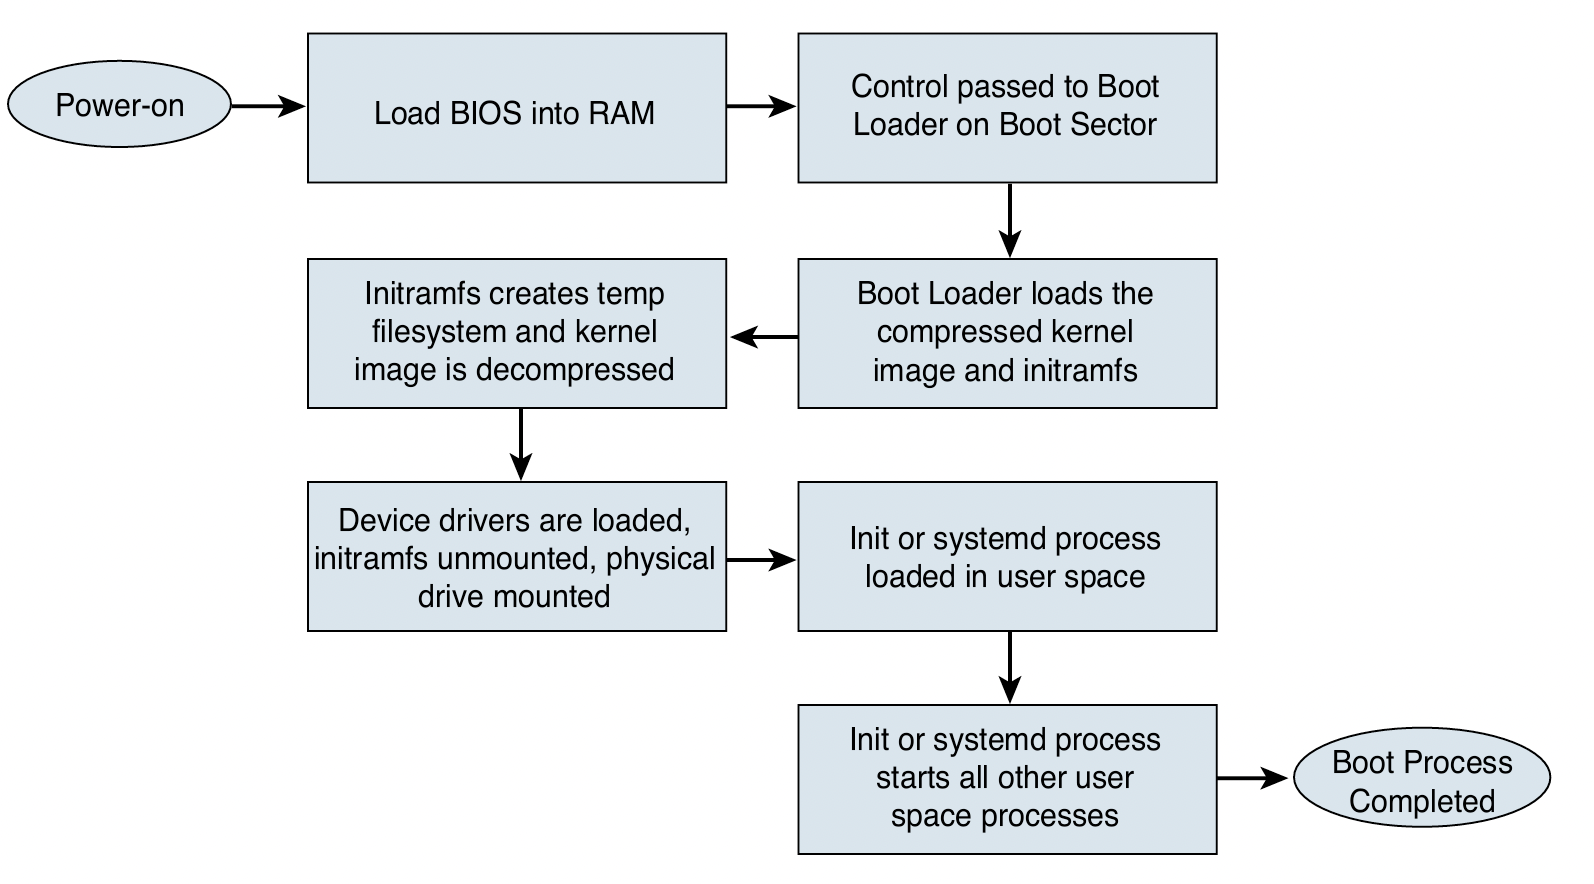 Power-on
Load BIOS into RAM
Control passed to Boot
Loader on Boot Sector
Boot Loader loads the
compressed kernel
image and initramfs
Initramfs creates temp
filesystem and kernel
image is decompressed
Device drivers are loaded,
initramfs unmounted, physical
drive mounted
Init or systemd process
loaded in user space
Init or systemd process
starts all other user
space processes
Boot Process
Completed